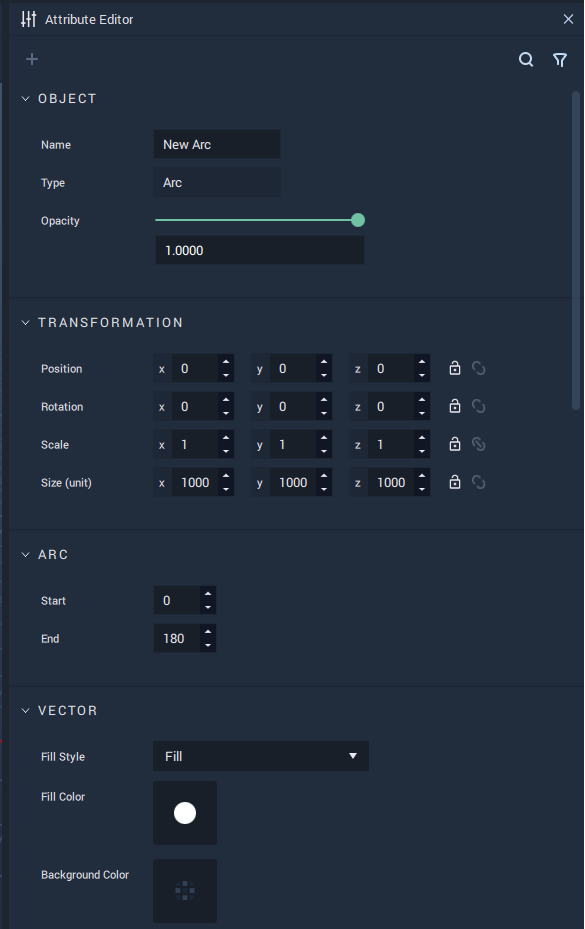 Attribute Editor
OBJECT
Name New Arc
Type Arc
Opacity
1.0000
TRANSFORMATION
Position x 0 y 0 z 0
Rotation x 0 y 0 z 0
Scale x 1 y 1 z 1
Size (unit) x 1000 y 1000 z 1000
ARC
Start 0
End 180
VECTOR
Fill Style Fill
Fill Color
Background Color